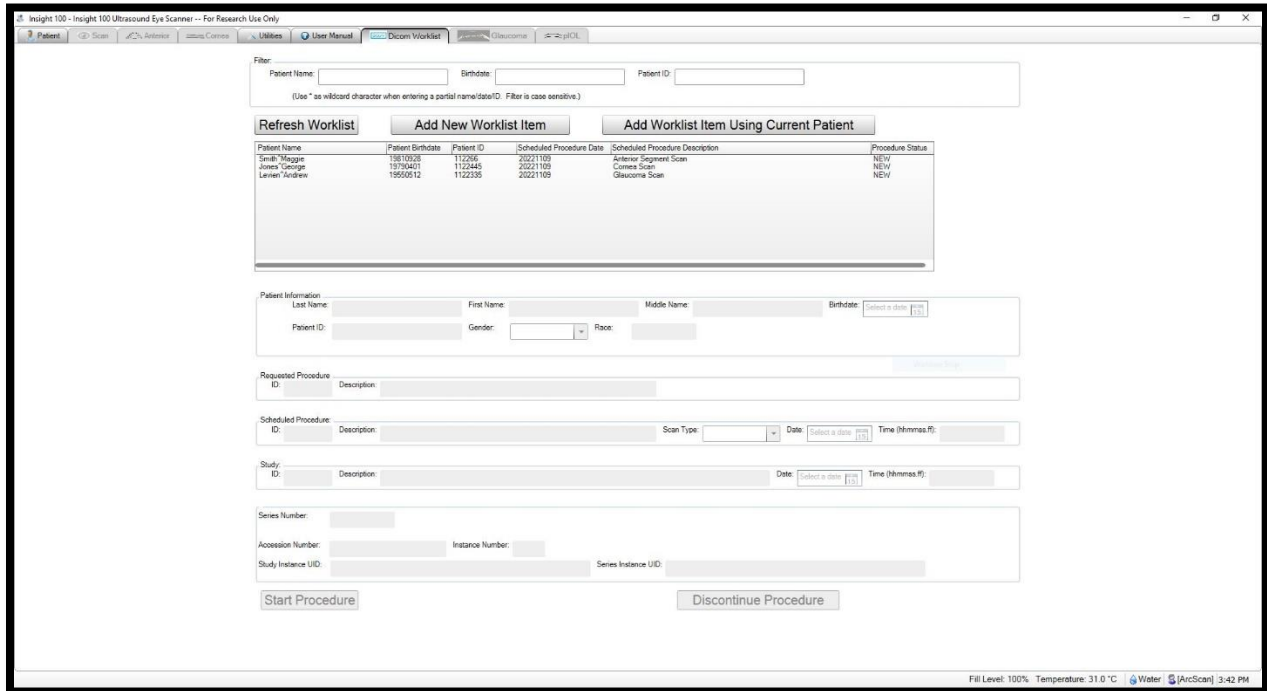 Insight 100 - Insight 100 Ultrasound Eye Scanner -- For Research Use Only
Patient Scan Anterior Cornea Utilities User Manual Dicom Worklist Glaucoma pIOL
Filter:
Patient Name: Birthdate: Patient ID:
(Use * as wildcard character when entering a partial name/date/ID. Filter is case sensitive.)
Refresh Worklist Add New Worklist Item Add Worklist Item Using Current Patient
Patient Name Patient Birthdate Patient ID Scheduled Procedure Date Scheduled Procedure Description Procedure Status
Smith^Maggie 19810928 112266 20221109 Anterior Segment Scan NEW
Jones^George 19790401 1122445 20221109 Cornea Scan NEW
Levien^Andrew 19550512 1122335 20221109 Glaucoma Scan NEW
Patient Information
Last Name: First Name: Middle Name: Birthdate: Select a date 15
Patient ID: Gender: Race:
Requested Procedure
ID: Description:
Scheduled Procedure:
ID: Description: Scan Type: Date: Select a date 15 Time (hhmmss.ff):
Study:
ID: Description: Date: Select a date 15 Time (hhmmss.ff):
Series Number:
Accession Number: Instance Number:
Study Instance UID: Series Instance UID:
Start Procedure Discontinue Procedure
Fill Level: 100% Temperature: 31.0 °C Water [ArcScan] 3:42 PM